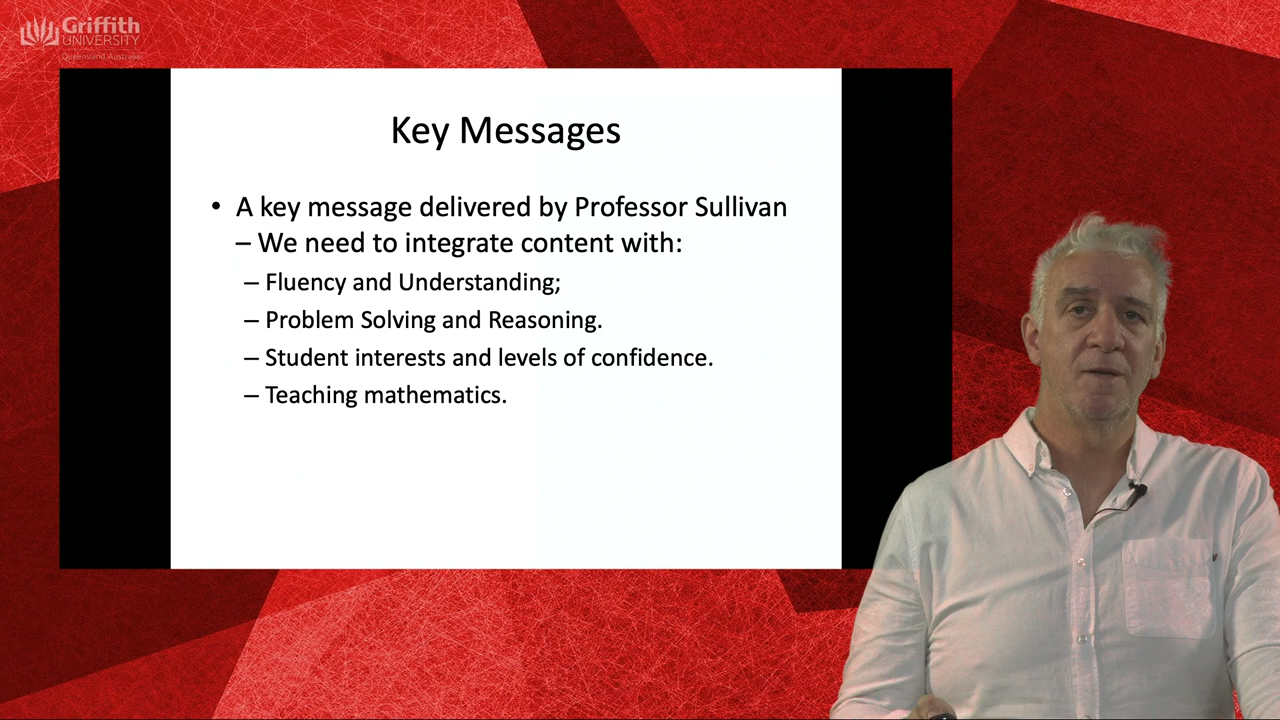 Griffith
UNIVERSITY
Queensland Australia
Key Messages
• A key message delivered by Professor Sullivan
– We need to integrate content with:
– Fluency and Understanding;
– Problem Solving and Reasoning.
– Student interests and levels of confidence.
– Teaching mathematics.